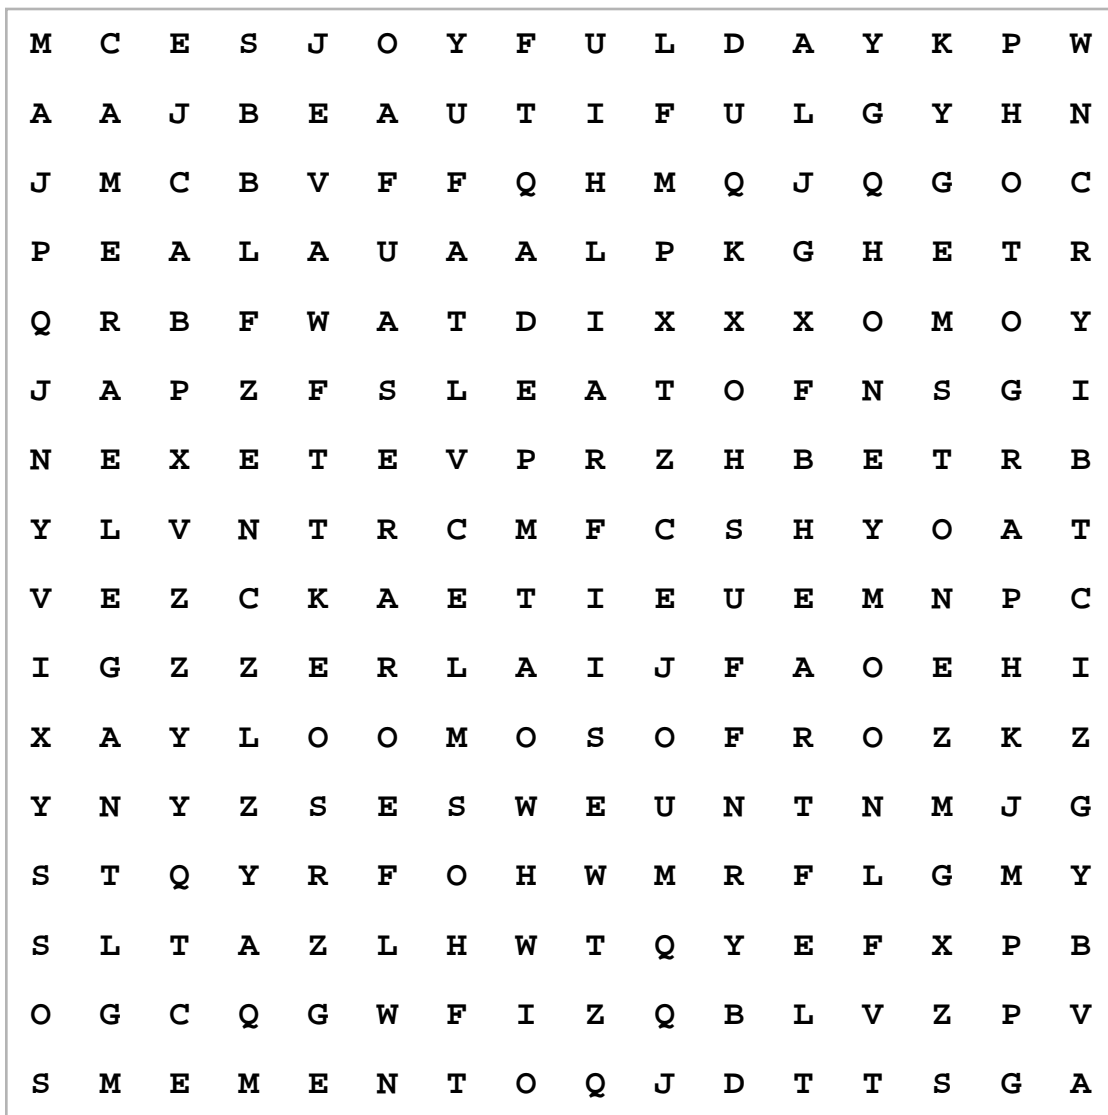 M C E S J O Y F U L D A Y K P W
A A J B E A U T I F U L G Y H N
J M C B V F F Q H M Q J Q G O C
P E A L A U A A L P K G H E T R
Q R B F W A T D I X X X O M O Y
J A P Z F S L E A T O F N S G I
N E X E T E V P R Z H B E T R B
Y L V N T R C M F C S H Y O A T
V E Z C K A E T I E U E M N P C
I G Z Z E R L A I J F A O E H I
X A Y L O O M O S O F R O Z K Z
Y N Y Z S E S W E U N T N M J G
S T Q Y R F O H W M R F L G M Y
S L T A Z L H W T Q Y E F X P B
O G C Q G W F I Z Q B L V Z P V
S M E M E N T O Q J D T T S G A